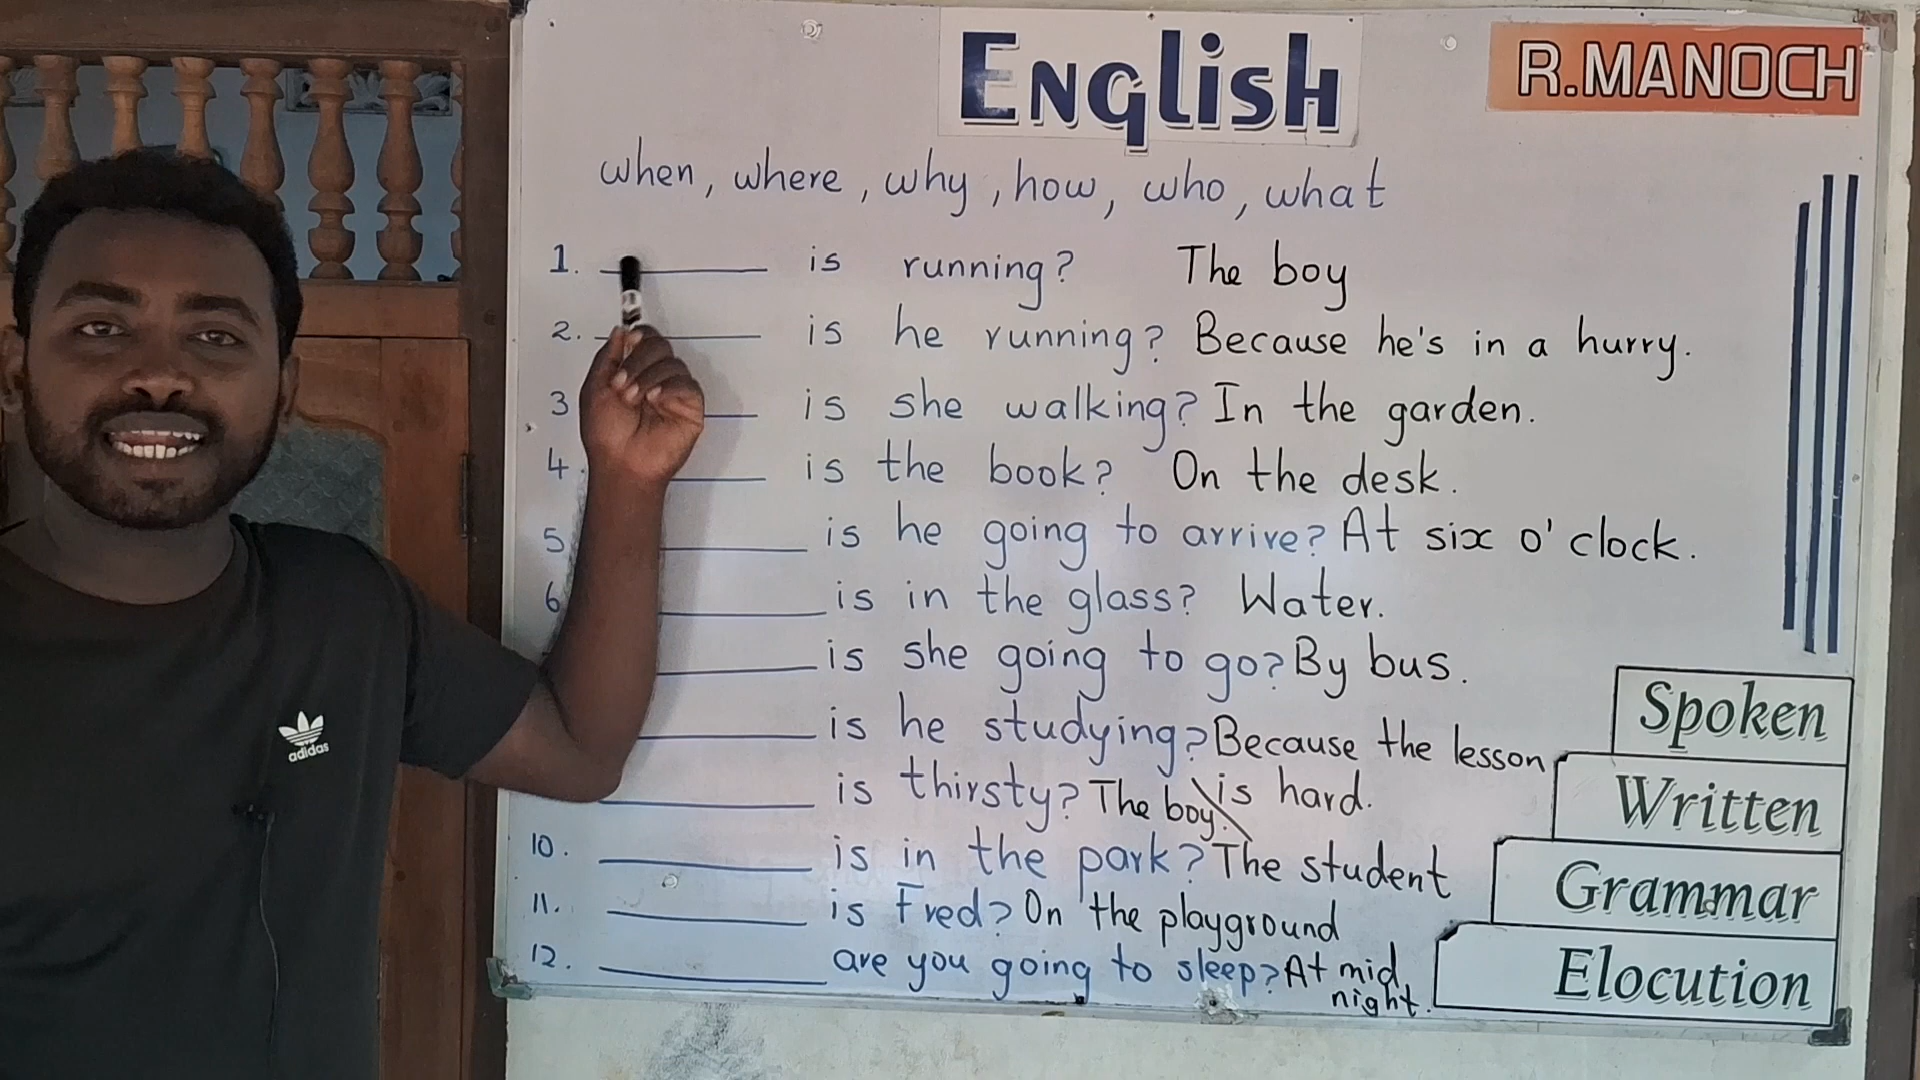 English
R.MANOCH
when, where, why, how, who, what
1. ______ is running? The boy
2. ______ is he running? Because he's in a hurry.
3 ______ is she walking? In the garden.
4. ______ is the book? On the desk.
5 ______ is he going to arrive? At six o'clock.
6 ______ is in the glass? Water.
______ is she going to go? By bus.
______ is he studying? Because the lesson
is hard.
______ is thirsty? The boy.
10. ______ is in the park? The student
11. ______ is Fred? On the playground
12. ______ are you going to sleep? At mid
night.
Spoken
Written
Grammar
Elocution
adidas